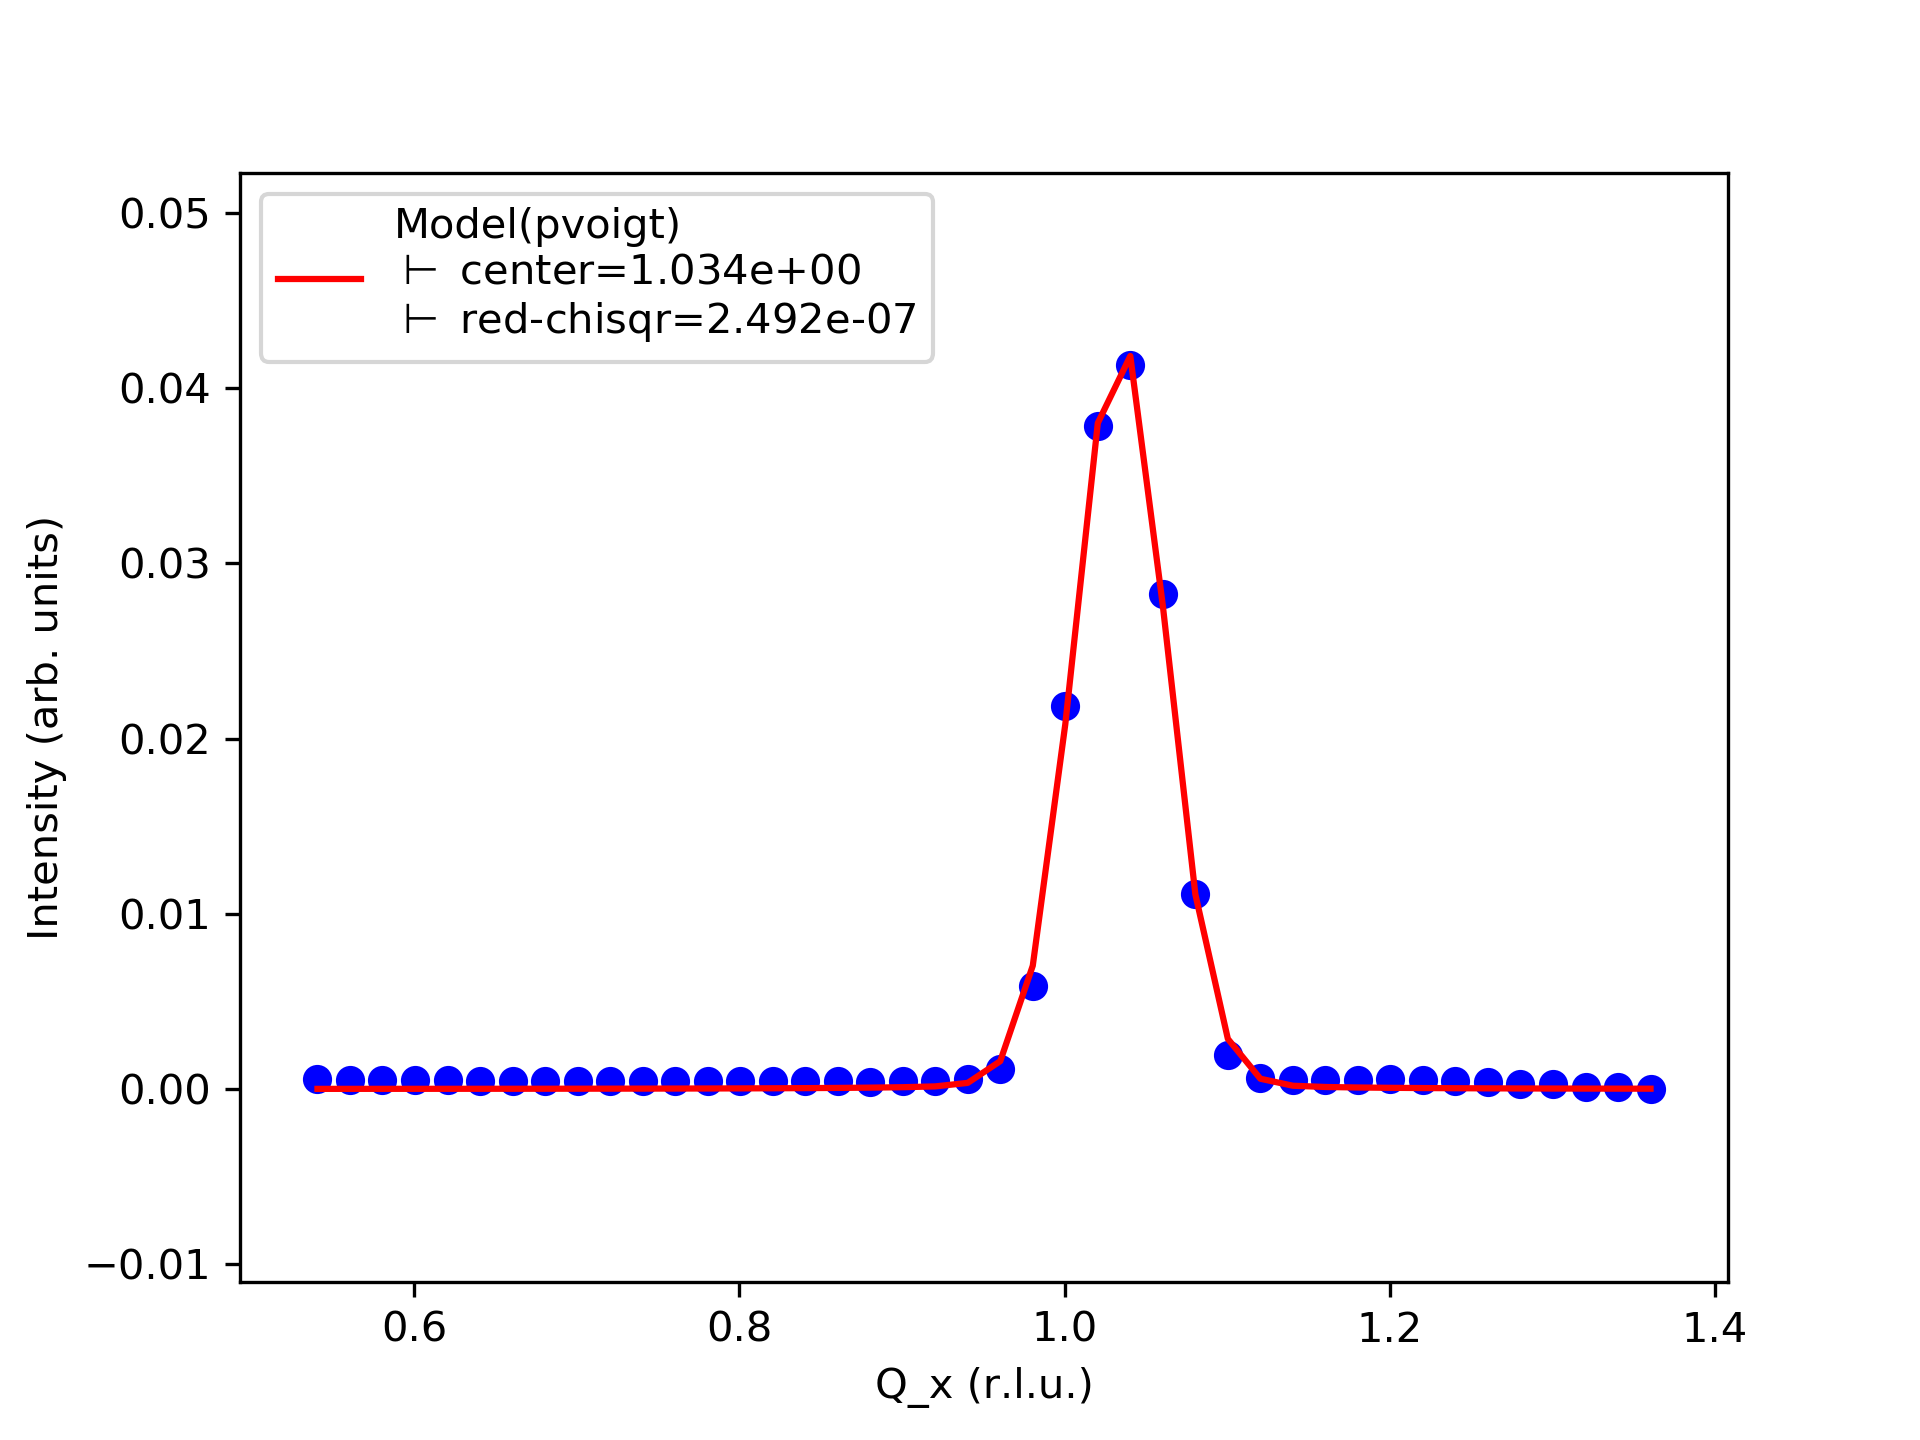 Model(pvoigt)
⊢ center=1.034e+00
⊢ red-chisqr=2.492e-07
0.05
0.04
0.03
0.02
0.01
0.00
−0.01
Intensity (arb. units)
0.6 0.8 1.0 1.2 1.4
Q_x (r.l.u.)